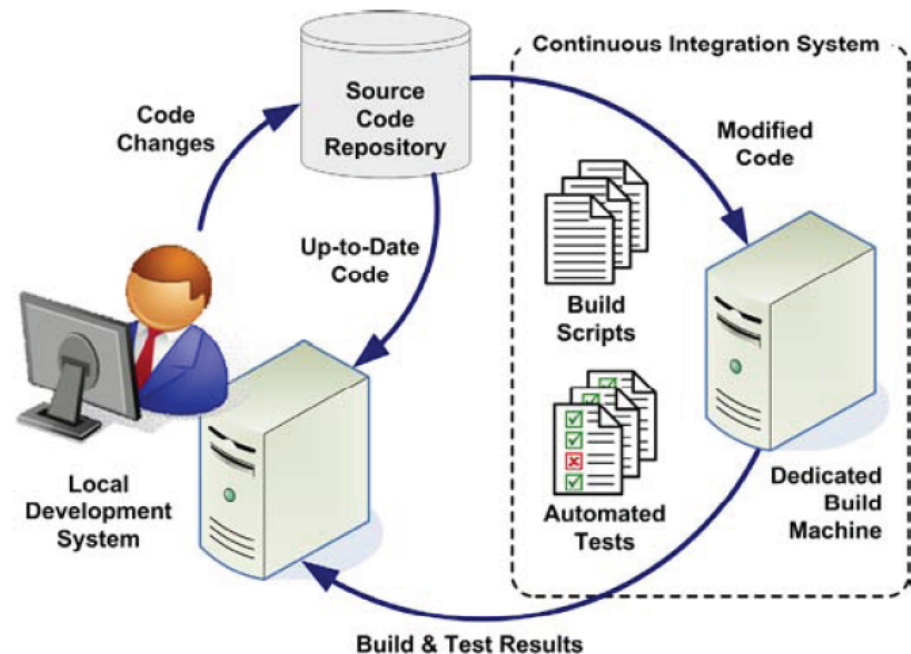 Continuous Integration System
Source
Code
Repository
Code
Changes
Modified
Code
Up-to-Date
Code
Build
Scripts
Local
Development
System
Automated
Tests
Dedicated
Build
Machine
Build & Test Results